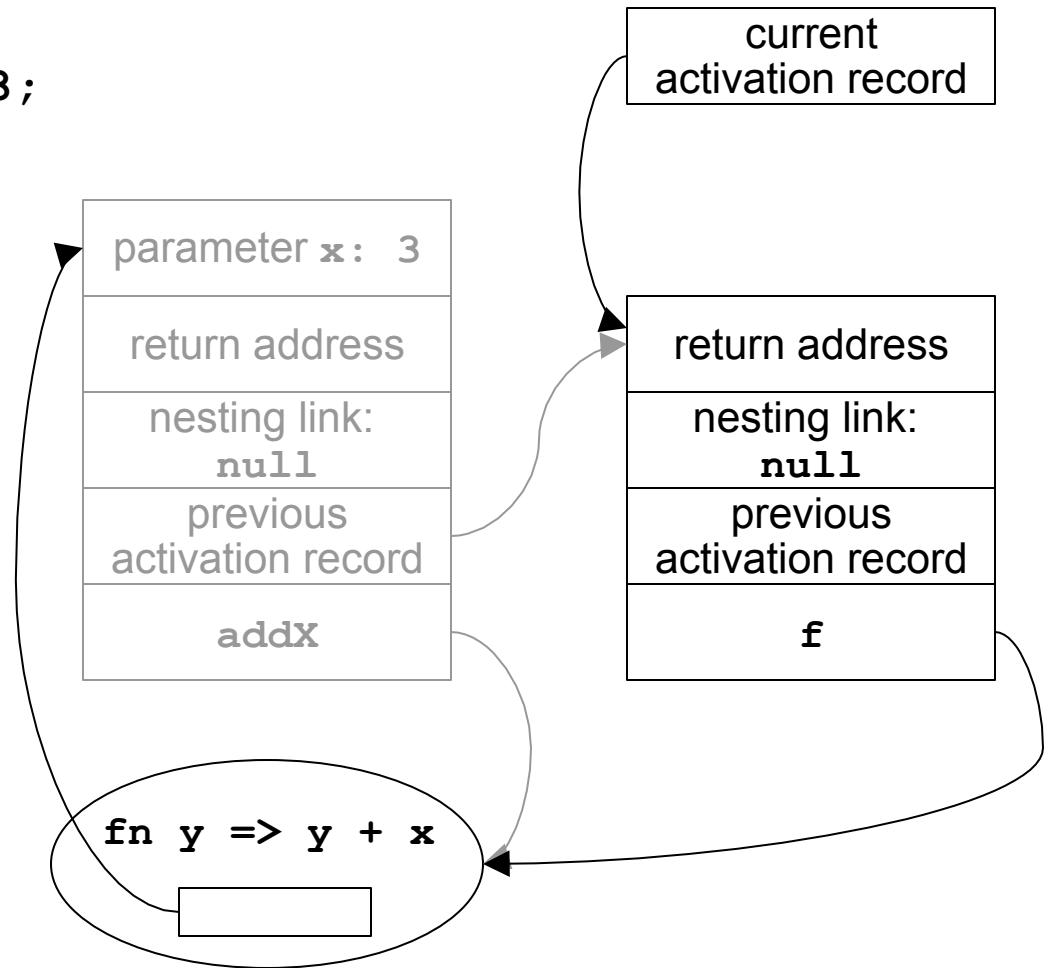 3;
current
activation record
parameter x: 3
return address
nesting link:
null
previous
activation record
addX
return address
nesting link:
null
previous
activation record
f
fn y => y + x